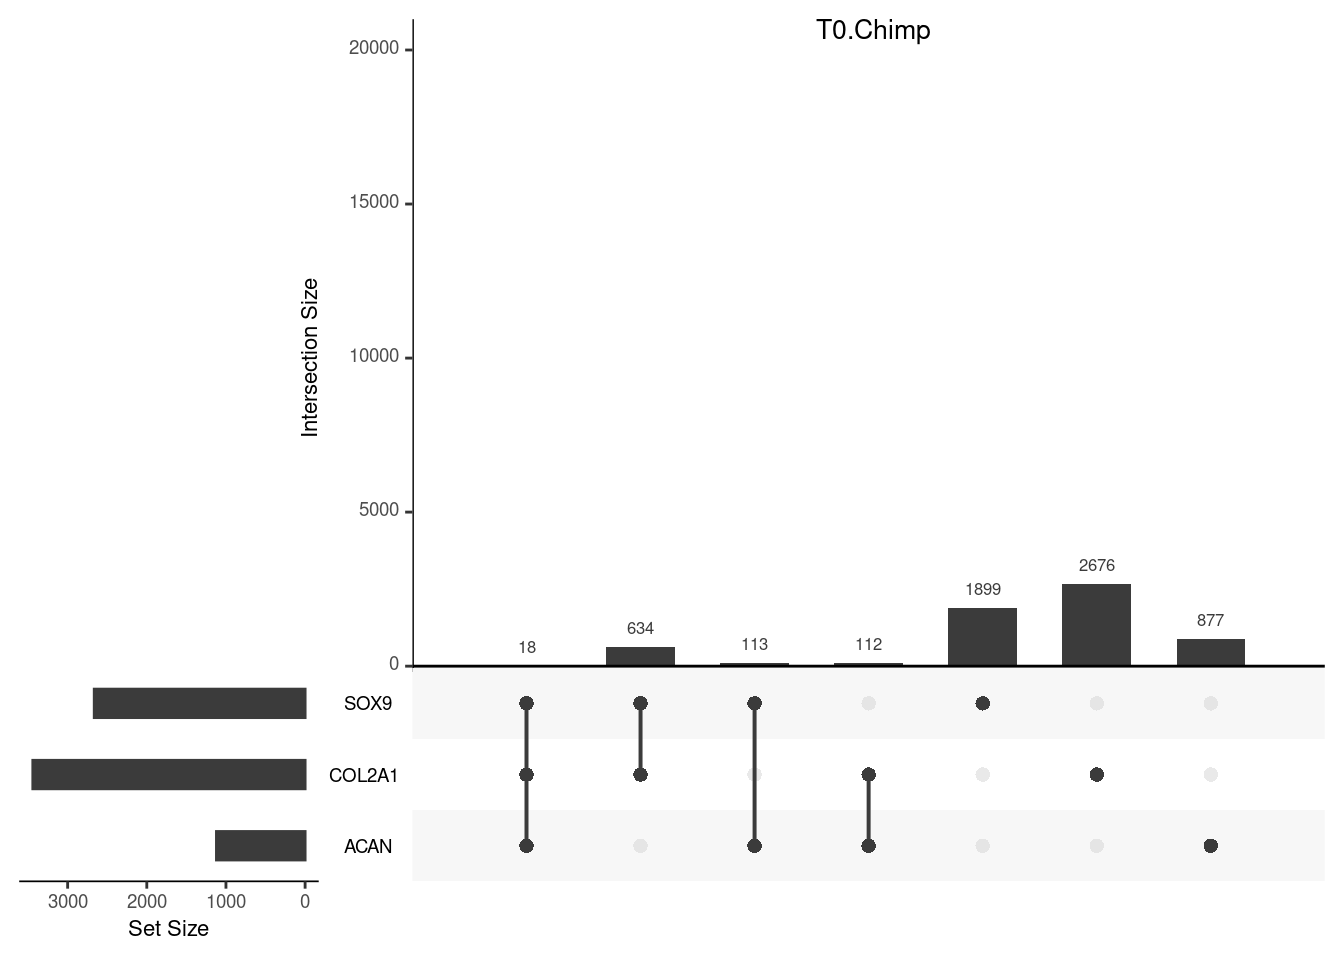 T0.Chimp
20000
15000
10000
5000
0
Intersection Size
18
634
113
112
1899
2676
877
SOX9
COL2A1
ACAN
3000 2000 1000 0
Set Size